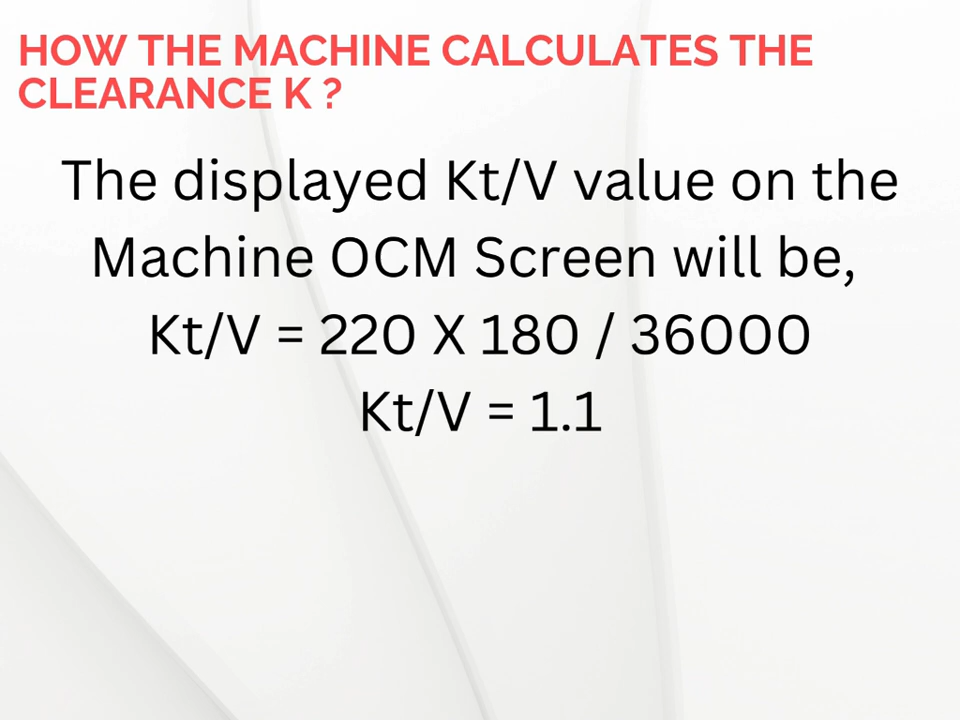 HOW THE MACHINE CALCULATES THE
CLEARANCE K ?
The displayed Kt/V value on the
Machine OCM Screen will be,
Kt/V = 220 X 180 / 36000
Kt/V = 1.1